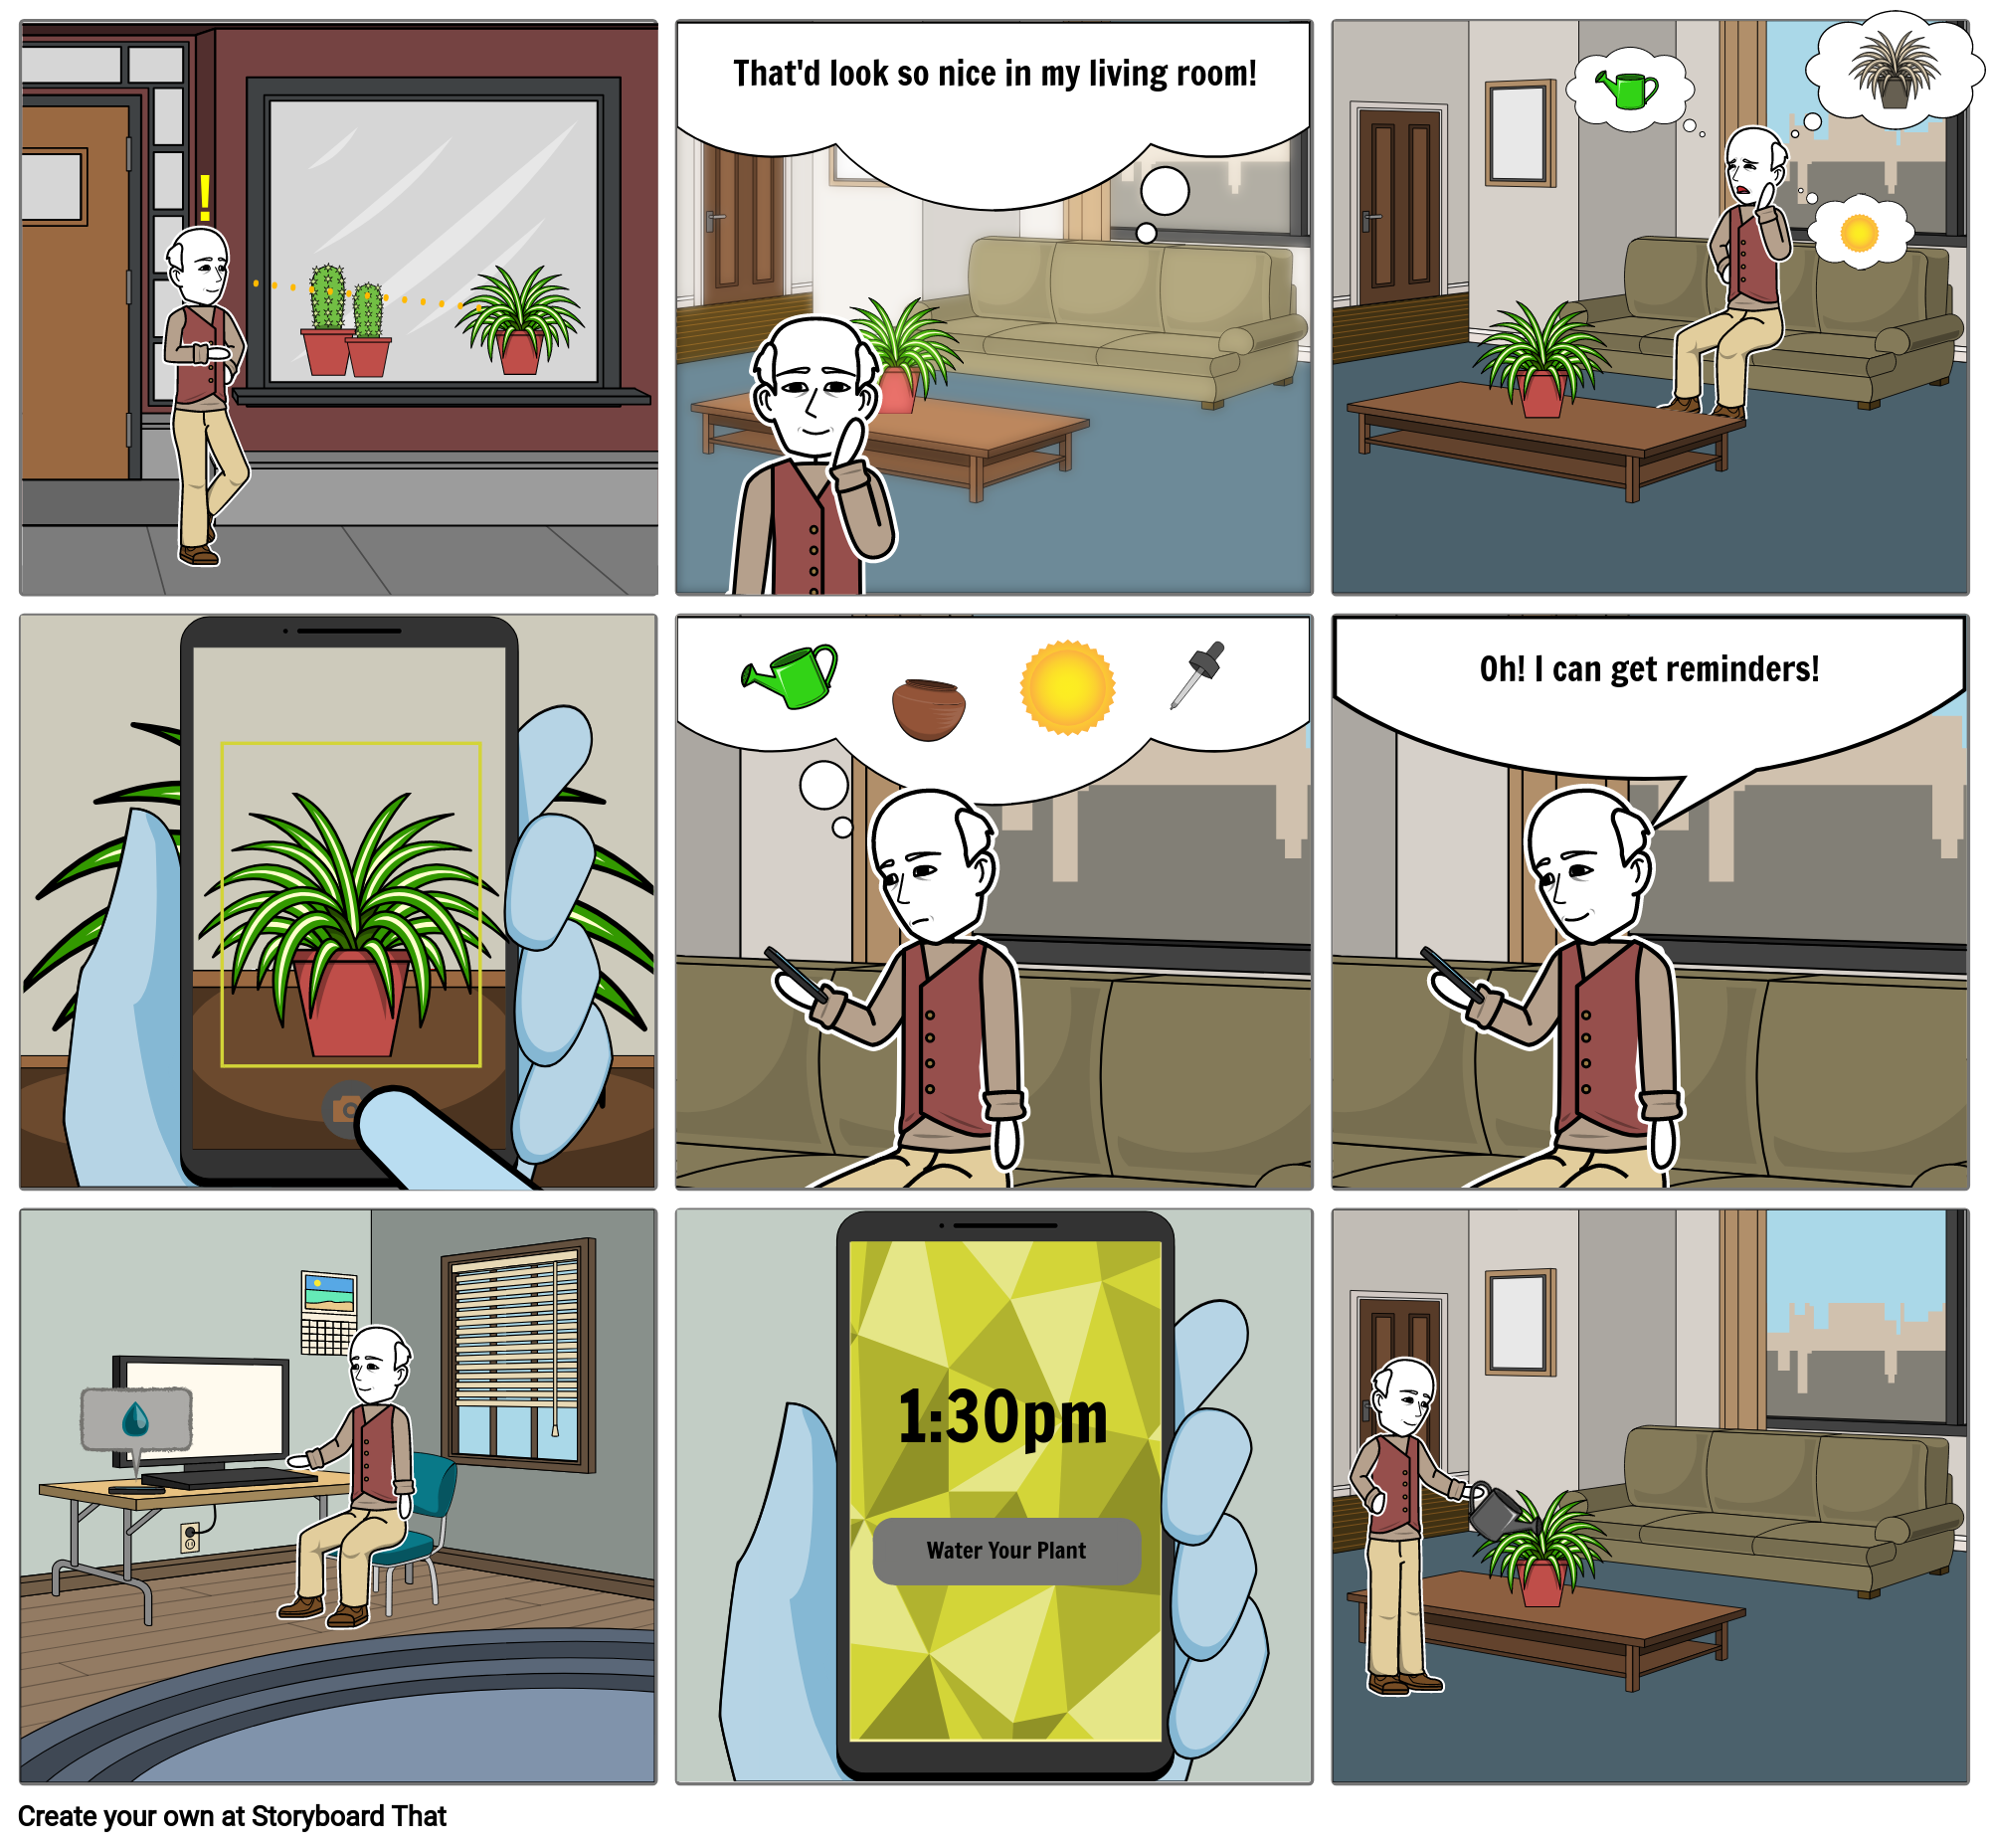 !
That'd look so nice in my living room!
Oh! I can get reminders!
1:30pm
Water Your Plant
Create your own at Storyboard That